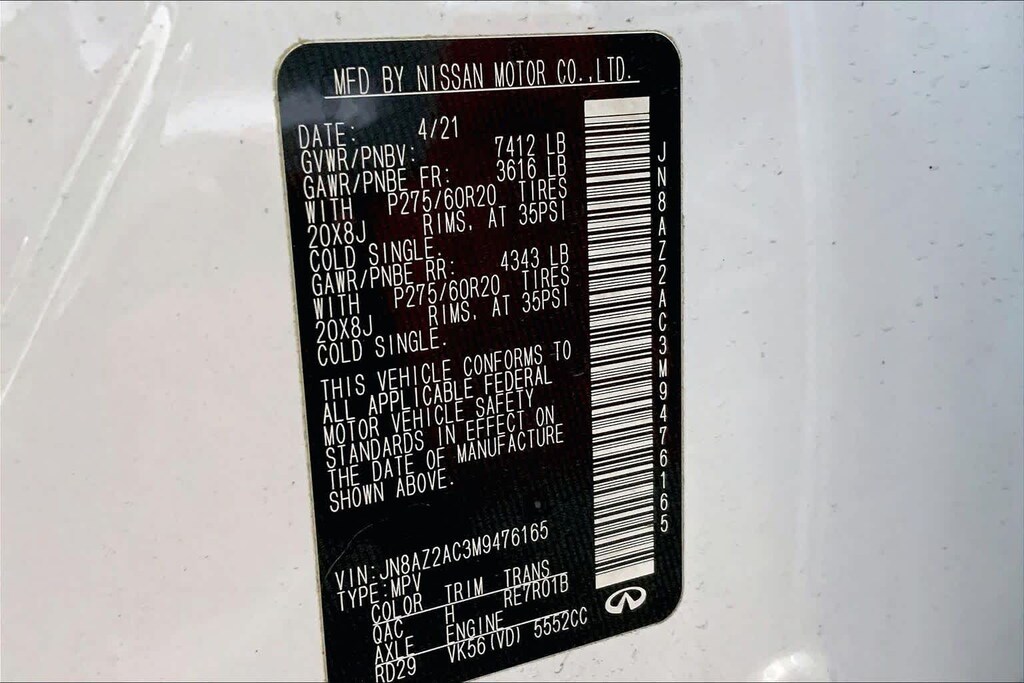 MFD BY NISSAN MOTOR CO.,LTD.
DATE: 4/21
GVWR/PNBV: 7412 LB
GAWR/PNBE FR: 3616 LB
WITH P275/60R20 TIRES
20X8J RIMS, AT 35PSI
COLD SINGLE.
GAWR/PNBE RR: 4343 LB
WITH P275/60R20 TIRES
20X8J RIMS, AT 35PSI
COLD SINGLE.
THIS VEHICLE CONFORMS TO
ALL APPLICABLE FEDERAL
MOTOR VEHICLE SAFETY
STANDARDS IN EFFECT ON
THE DATE OF MANUFACTURE
SHOWN ABOVE.
VIN:JN8AZ2AC3M9476165
TYPE:MPV
COLOR TRIM TRANS
QAC H RE7R01B
AXLE ENGINE
RD29 VK56(VD) 5552CC
JN8AZ2AC3M9476165